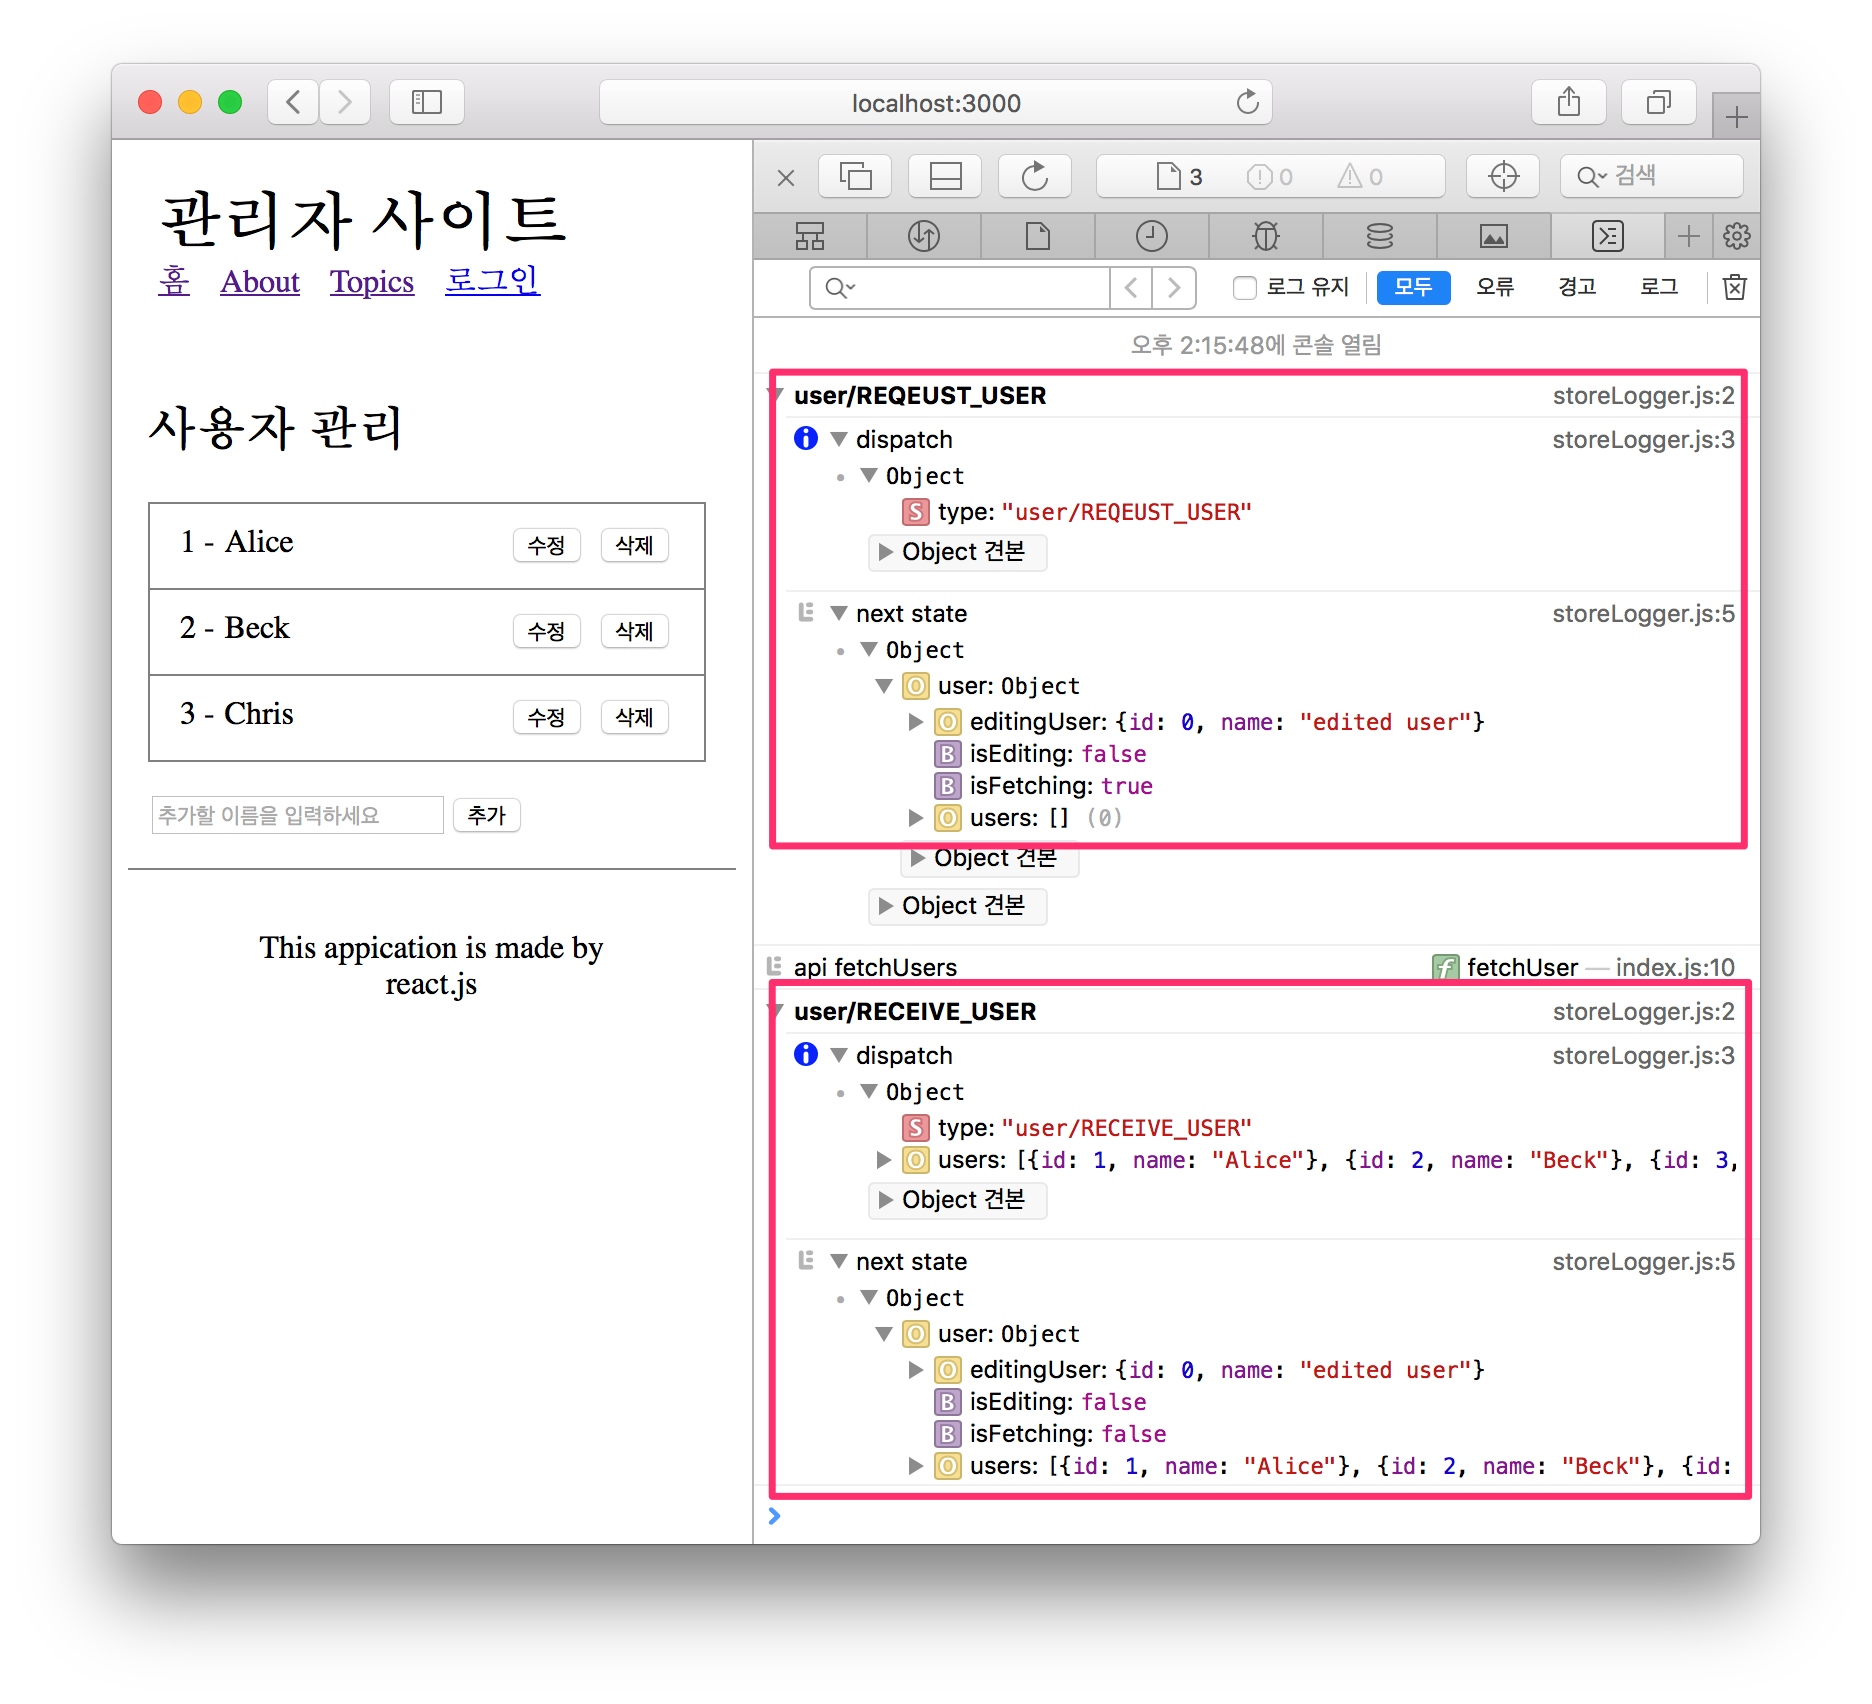 localhost:3000
관리자 사이트
홈 About Topics 로그인
사용자 관리
1 - Alice 수정 삭제
2 - Beck 수정 삭제
3 - Chris 수정 삭제
추가할 이름을 입력하세요 추가
This appication is made by
react.js
3 0 0 검색
로그 유지 모두 오류 경고 로그
오후 2:15:48에 콘솔 열림
user/REQEUST_USER storeLogger.js:2
dispatch storeLogger.js:3
Object
S type: "user/REQEUST_USER"
Object 견본
next state storeLogger.js:5
Object
O user: Object
O editingUser: {id: 0, name: "edited user"}
B isEditing: false
B isFetching: true
O users: [] (0)
Object 견본
Object 견본
api fetchUsers f fetchUser — index.js:10
user/RECEIVE_USER storeLogger.js:2
dispatch storeLogger.js:3
Object
S type: "user/RECEIVE_USER"
O users: [{id: 1, name: "Alice"}, {id: 2, name: "Beck"}, {id: 3,
Object 견본
next state storeLogger.js:5
Object
O user: Object
O editingUser: {id: 0, name: "edited user"}
B isEditing: false
B isFetching: false
O users: [{id: 1, name: "Alice"}, {id: 2, name: "Beck"}, {id: